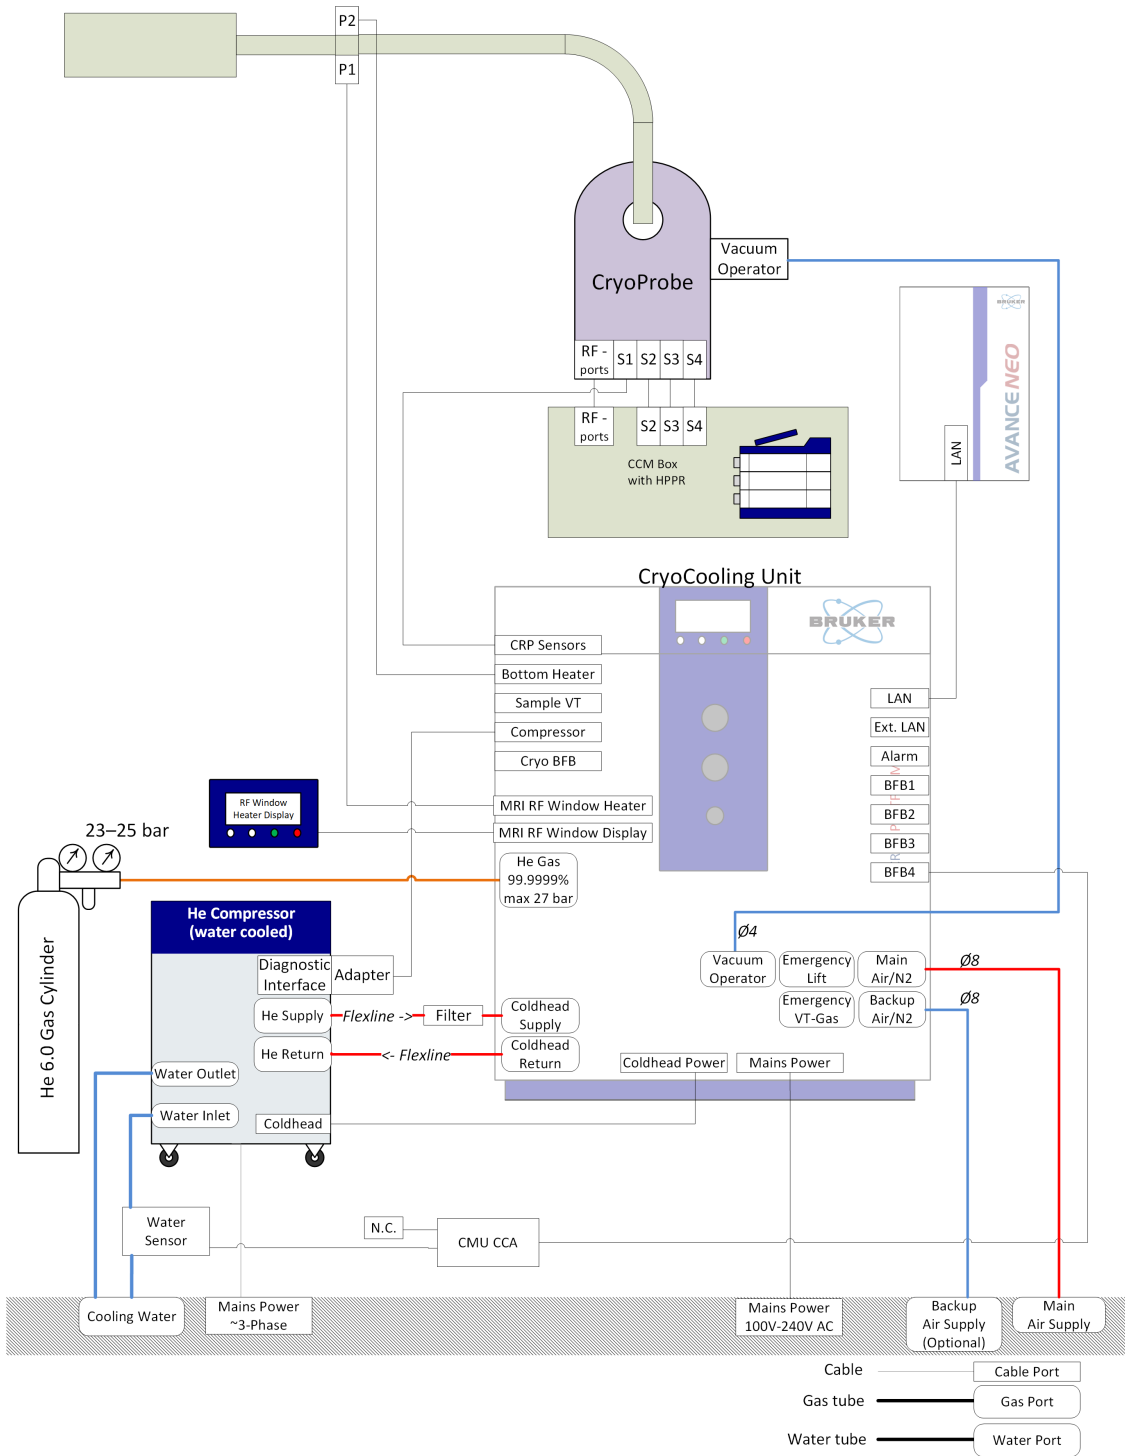 P2
P1
Vacuum
Operator
CryoProbe
RF -
ports
S1
S2
S3
S4
BRUKER
AVANCE NEO
LAN
RF -
ports
S2
S3
S4
CCM Box
with HPPR
CryoCooling Unit
BRUKER
CRP Sensors
Bottom Heater
Sample VT
Compressor
Cryo BFB
MRI RF Window Heater
MRI RF Window Display
He Gas
99.9999%
max 27 bar
LAN
Ext. LAN
Alarm
BFB1
BFB2
BFB3
BFB4
RF Window
Heater Display
23–25 bar
He 6.0 Gas Cylinder
He Compressor
(water cooled)
Diagnostic
Interface
Adapter
He Supply
Flexline ->
Filter
Coldhead
Supply
He Return
<- Flexline
Coldhead
Return
Water Outlet
Water Inlet
Coldhead
Ø4
Vacuum
Operator
Emergency
Lift
Main
Air/N2
Ø8
Emergency
VT-Gas
Backup
Air/N2
Ø8
Coldhead Power
Mains Power
Water
Sensor
N.C.
CMU CCA
Cooling Water
Mains Power
~3-Phase
Mains Power
100V-240V AC
Backup
Air Supply
(Optional)
Main
Air Supply
Cable
Cable Port
Gas tube
Gas Port
Water tube
Water Port